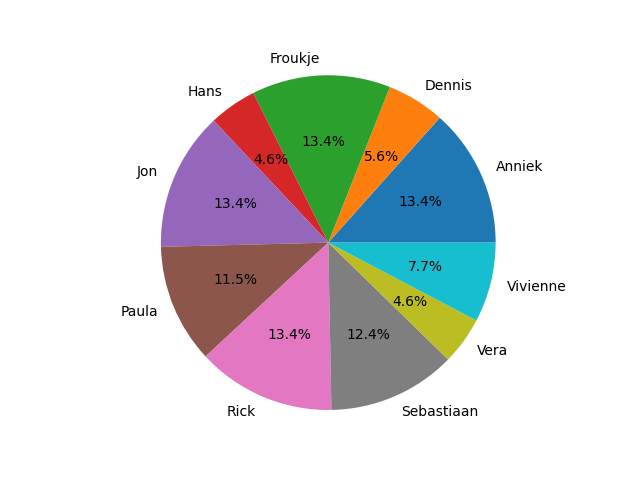 Froukje
Dennis
Hans
Anniek
Jon
Paula
Rick
Sebastiaan
Vera
Vivienne
13.4%
5.6%
4.6%
13.4%
13.4%
11.5%
13.4%
12.4%
4.6%
7.7%